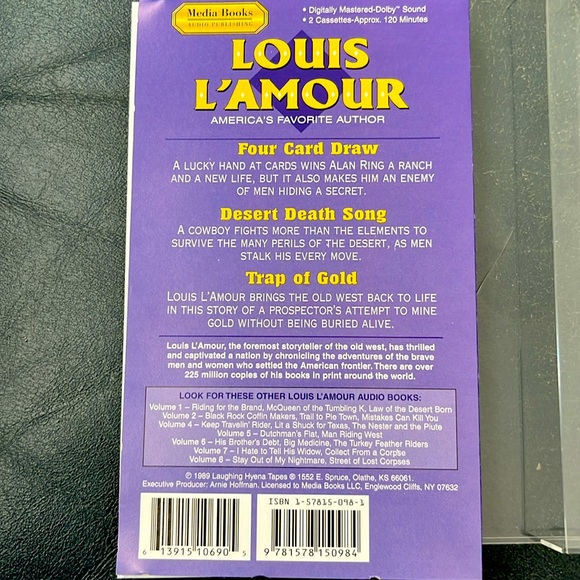 Media Books
AUDIO PUBLISHING
• Digitally Mastered-Dolby™ Sound
• 2 Cassettes-Approx. 120 Minutes
LOUIS
L'AMOUR
AMERICA'S FAVORITE AUTHOR
Four Card Draw
A LUCKY HAND AT CARDS WINS ALAN RING A RANCH
AND A NEW LIFE, BUT IT ALSO MAKES HIM AN ENEMY
OF MEN HIDING A SECRET.
Desert Death Song
A COWBOY FIGHTS MORE THAN THE ELEMENTS TO
SURVIVE THE MANY PERILS OF THE DESERT, AS MEN
STALK HIS EVERY MOVE.
Trap of Gold
LOUIS L'AMOUR BRINGS THE OLD WEST BACK TO LIFE
IN THIS STORY OF A PROSPECTOR'S ATTEMPT TO MINE
GOLD WITHOUT BEING BURIED ALIVE.
Louis L'Amour, the foremost storyteller of the old west, has thrilled
and captivated a nation by chronicling the adventures of the brave
men and women who settled the American frontier. There are over
225 million copies of his books in print around the world.
LOOK FOR THESE OTHER LOUIS L'AMOUR AUDIO BOOKS:
Volume 1 – Riding for the Brand, McQueen of the Tumbling K, Law of the Desert Born
Volume 2 – Black Rock Coffin Makers, Trail to Pie Town, Mistakes Can Kill You
Volume 4 – Keep Travelin' Rider, Lit a Shuck for Texas, The Nester and the Piute
Volume 5 – Dutchman's Flat, Man Riding West
Volume 6 – His Brother's Debt, Big Medicine, The Turkey Feather Riders
Volume 7 – I Hate to Tell His Widow, Collect From a Corpse
Volume 8 – Stay Out of My Nightmare, Street of Lost Corpses
© 1989 Laughing Hyena Tapes ® 1552 E. Spruce, Olathe, KS 66061.
Executive Producer: Arnie Hoffman, Licensed to Media Books LLC, Englewood Cliffs, NJ 07632
ISBN 1-57815-098-1
6 13915 10690 5
9 781578 150984